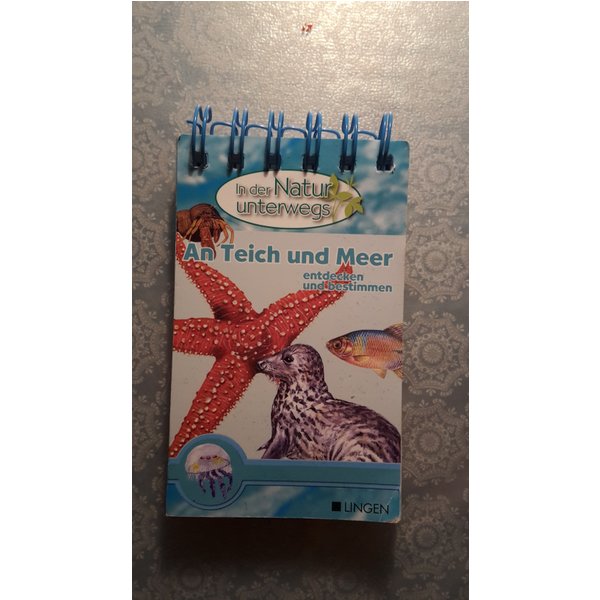 In der Natur
unterwegs
An Teich und Meer
entdecken
und bestimmen
LINGEN